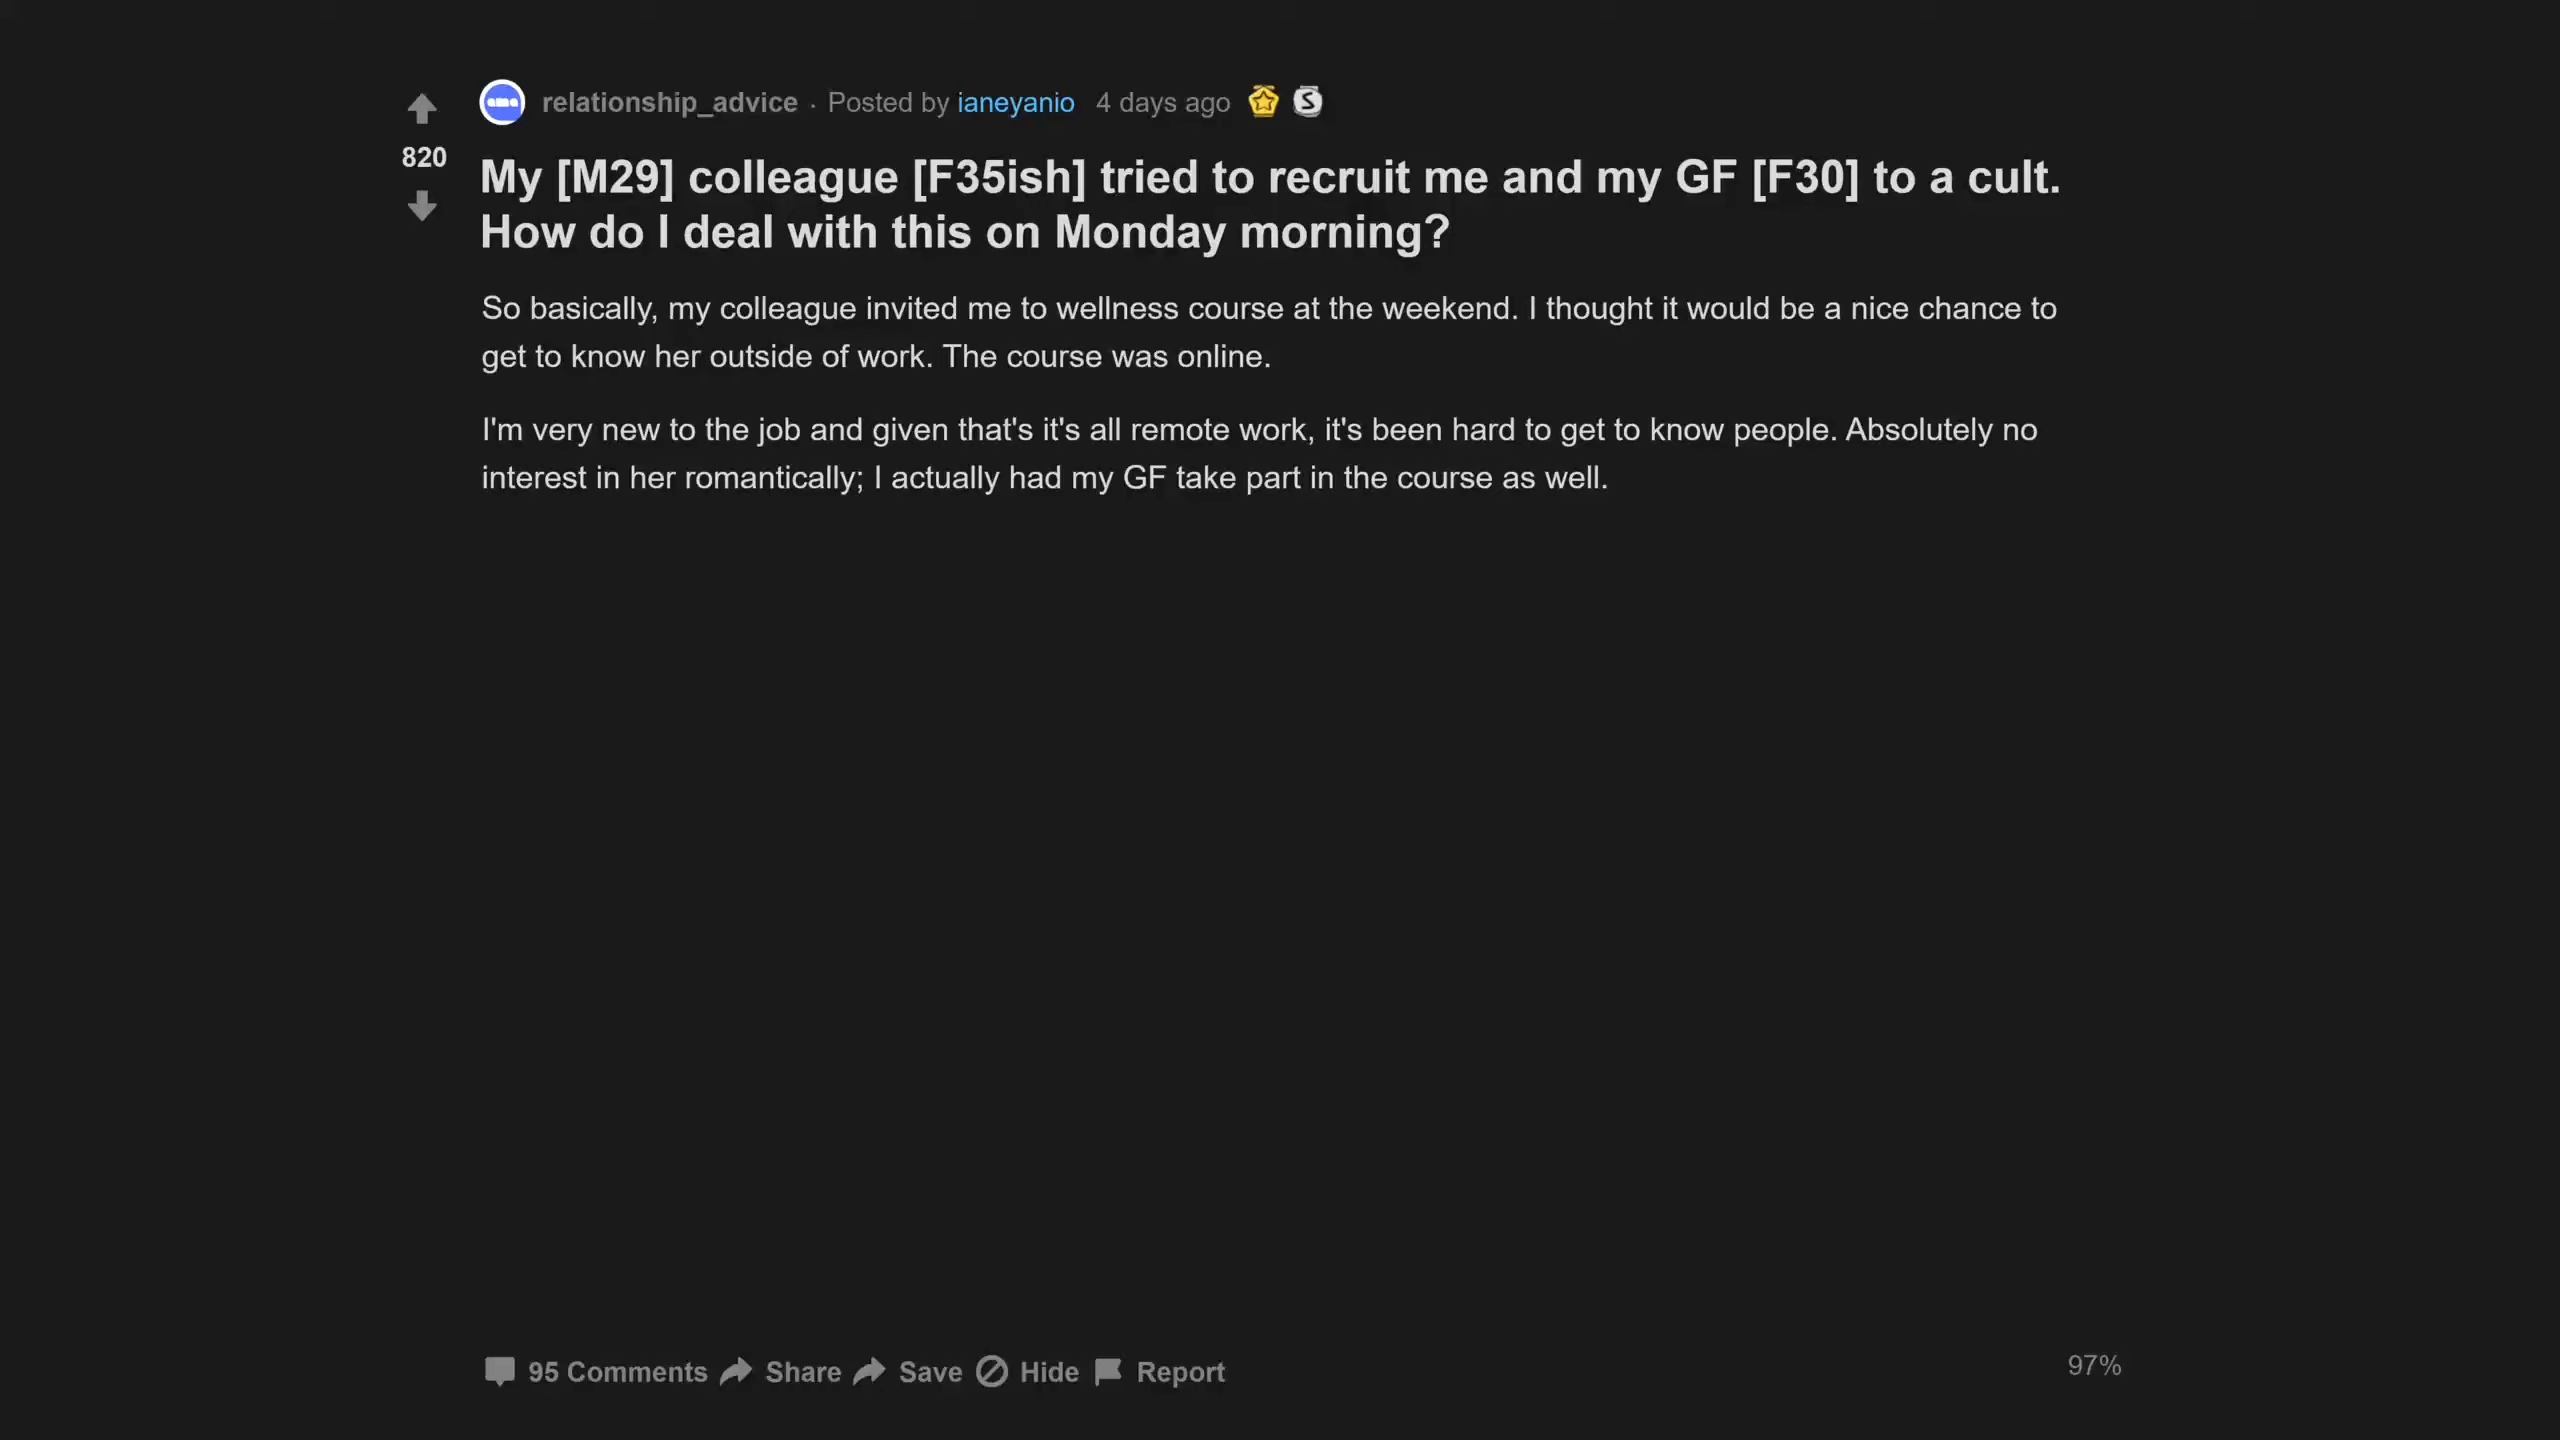 relationship_advice · Posted by ianeyanio 4 days ago
820
My [M29] colleague [F35ish] tried to recruit me and my GF [F30] to a cult.
How do I deal with this on Monday morning?
So basically, my colleague invited me to wellness course at the weekend. I thought it would be a nice chance to
get to know her outside of work. The course was online.
I'm very new to the job and given that's it's all remote work, it's been hard to get to know people. Absolutely no
interest in her romantically; I actually had my GF take part in the course as well.
95 Comments Share Save Hide Report
97%